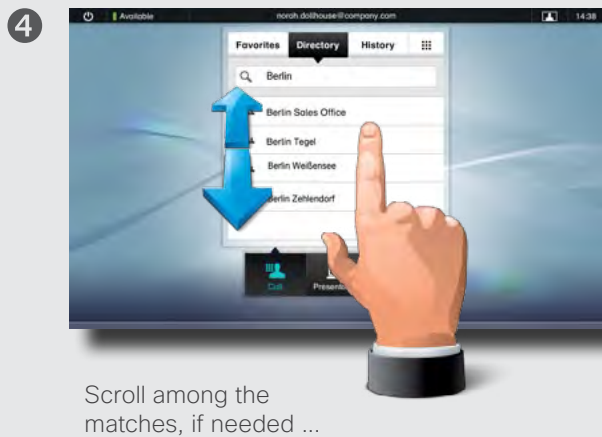 4
Available norah.dollhouse@company.com 14:38
Favorites Directory History
Berlin
Berlin Sales Office
Berlin Tegel
Berlin Weißensee
Berlin Zehlendorf
Call
Scroll among the
matches, if needed ...